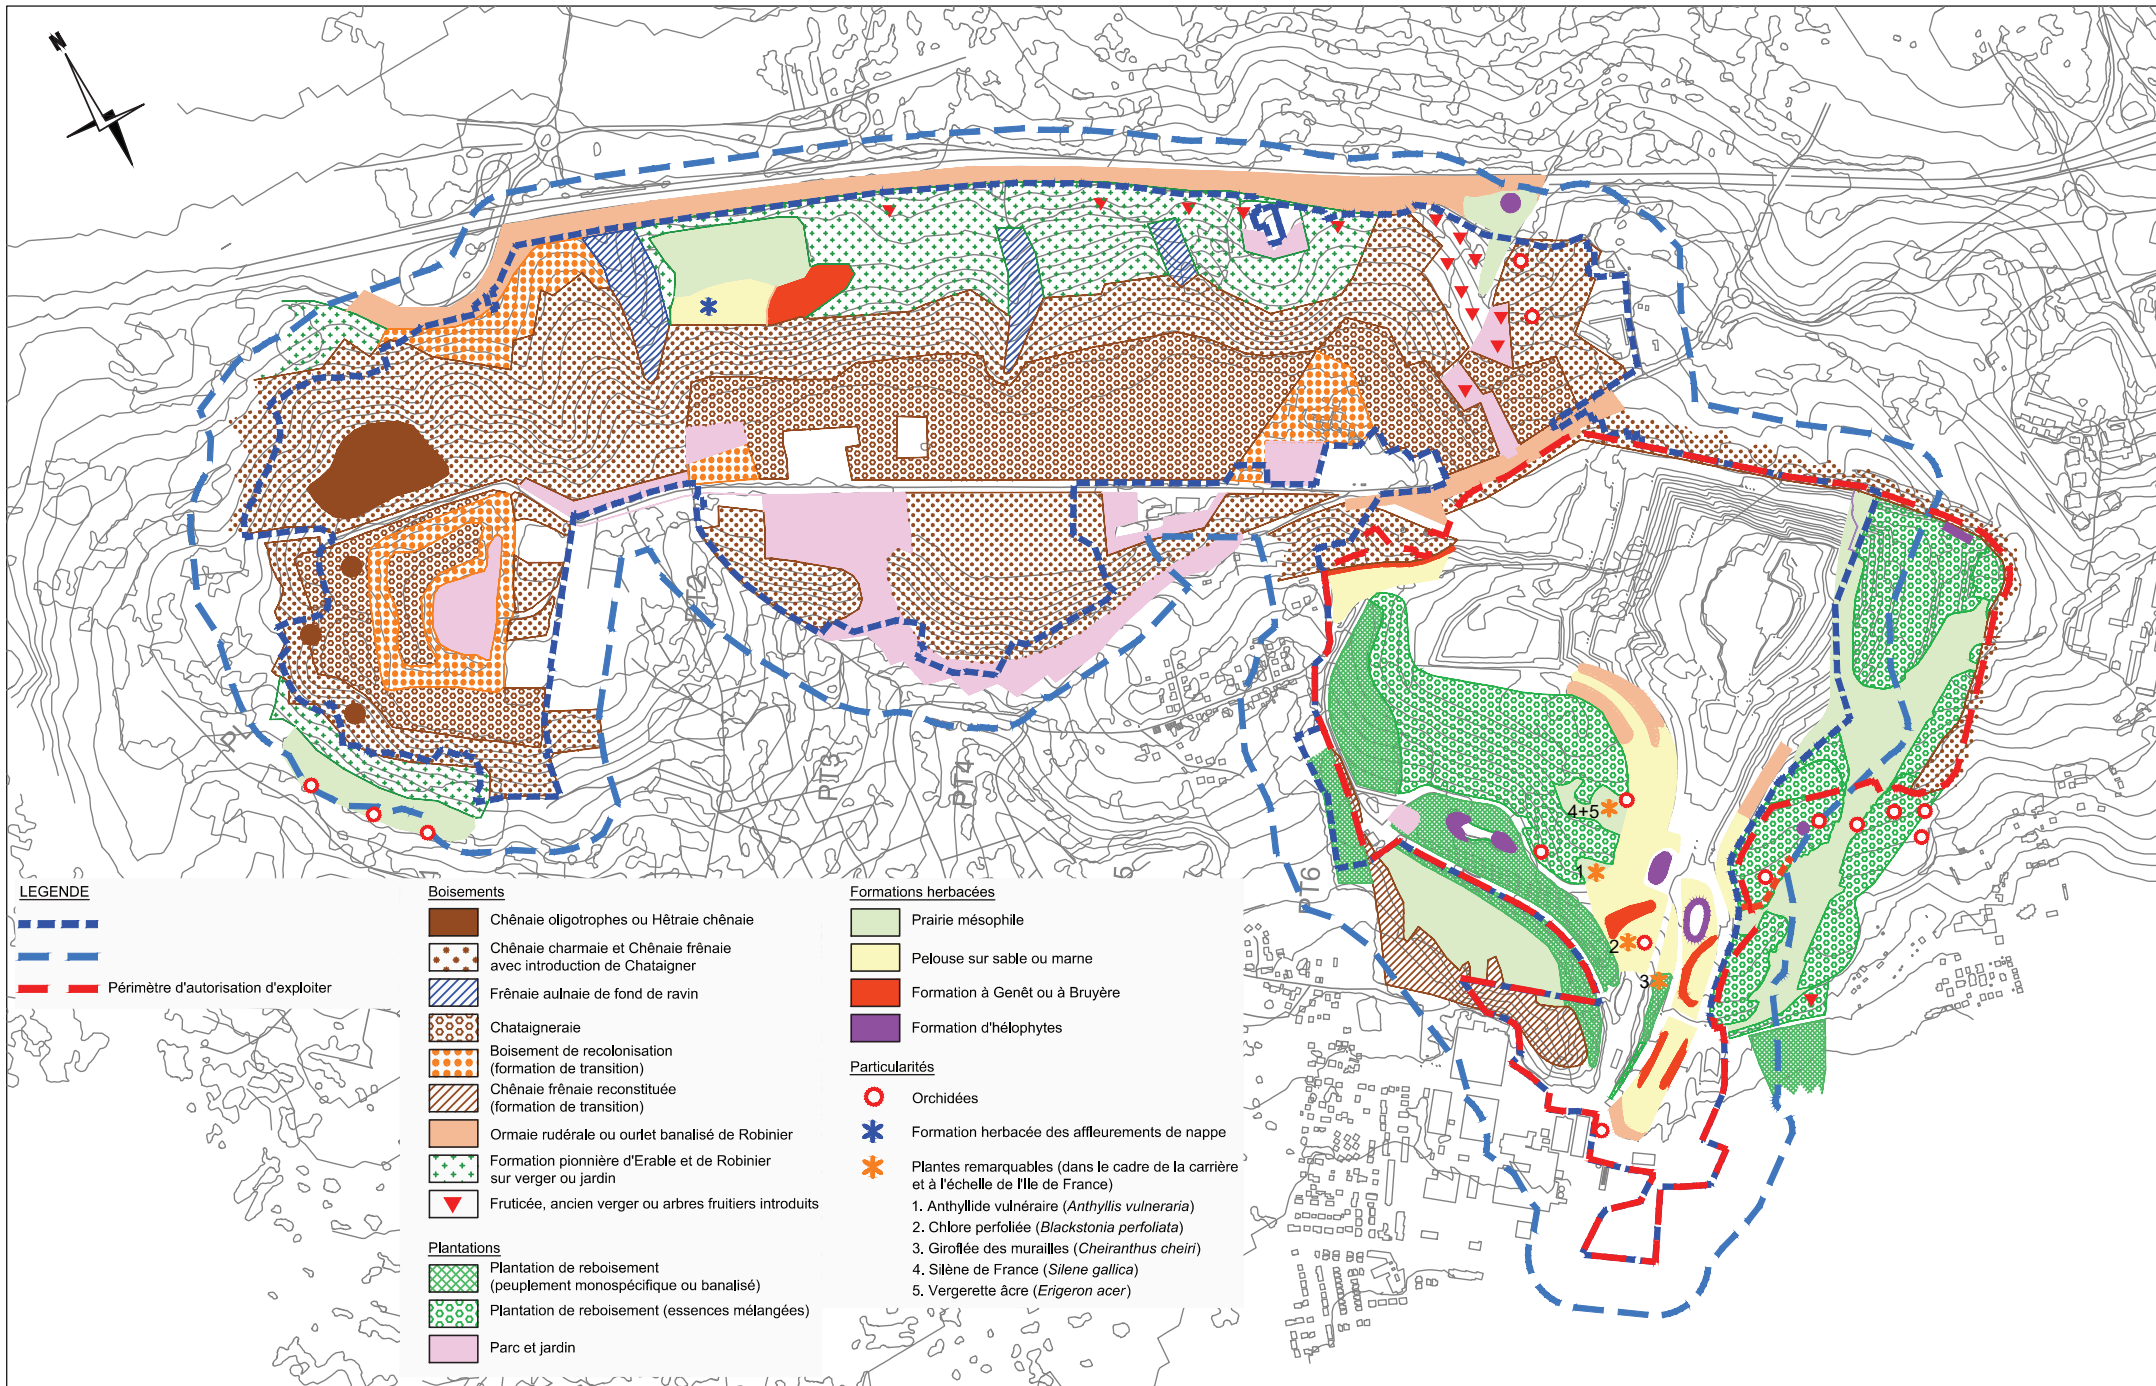 N
PT2
PT3
PT4
5
PT6
4+5
1
2
3
LEGENDE
Périmètre d'autorisation d'exploiter
Boisements
Chênaie oligotrophes ou Hêtraie chênaie
Chênaie charmaie et Chênaie frênaie
avec introduction de Chataigner
Frênaie aulnaie de fond de ravin
Chataigneraie
Boisement de recolonisation
(formation de transition)
Chênaie frênaie reconstituée
(formation de transition)
Ormaie rudérale ou ourlet banalisé de Robinier
Formation pionnière d'Erable et de Robinier
sur verger ou jardin
Fruticée, ancien verger ou arbres fruitiers introduits
Plantations
Plantation de reboisement
(peuplement monospécifique ou banalisé)
Plantation de reboisement (essences mélangées)
Parc et jardin
Formations herbacées
Prairie mésophile
Pelouse sur sable ou marne
Formation à Genêt ou à Bruyère
Formation d'hélophytes
Particularités
Orchidées
Formation herbacée des affleurements de nappe
Plantes remarquables (dans le cadre de la carrière
et à l'échelle de l'Ile de France)
1. Anthyllide vulnéraire (Anthyllis vulneraria)
2. Chlore perfoliée (Blackstonia perfoliata)
3. Giroflée des murailles (Cheiranthus cheiri)
4. Silène de France (Silene gallica)
5. Vergerette âcre (Erigeron acer)